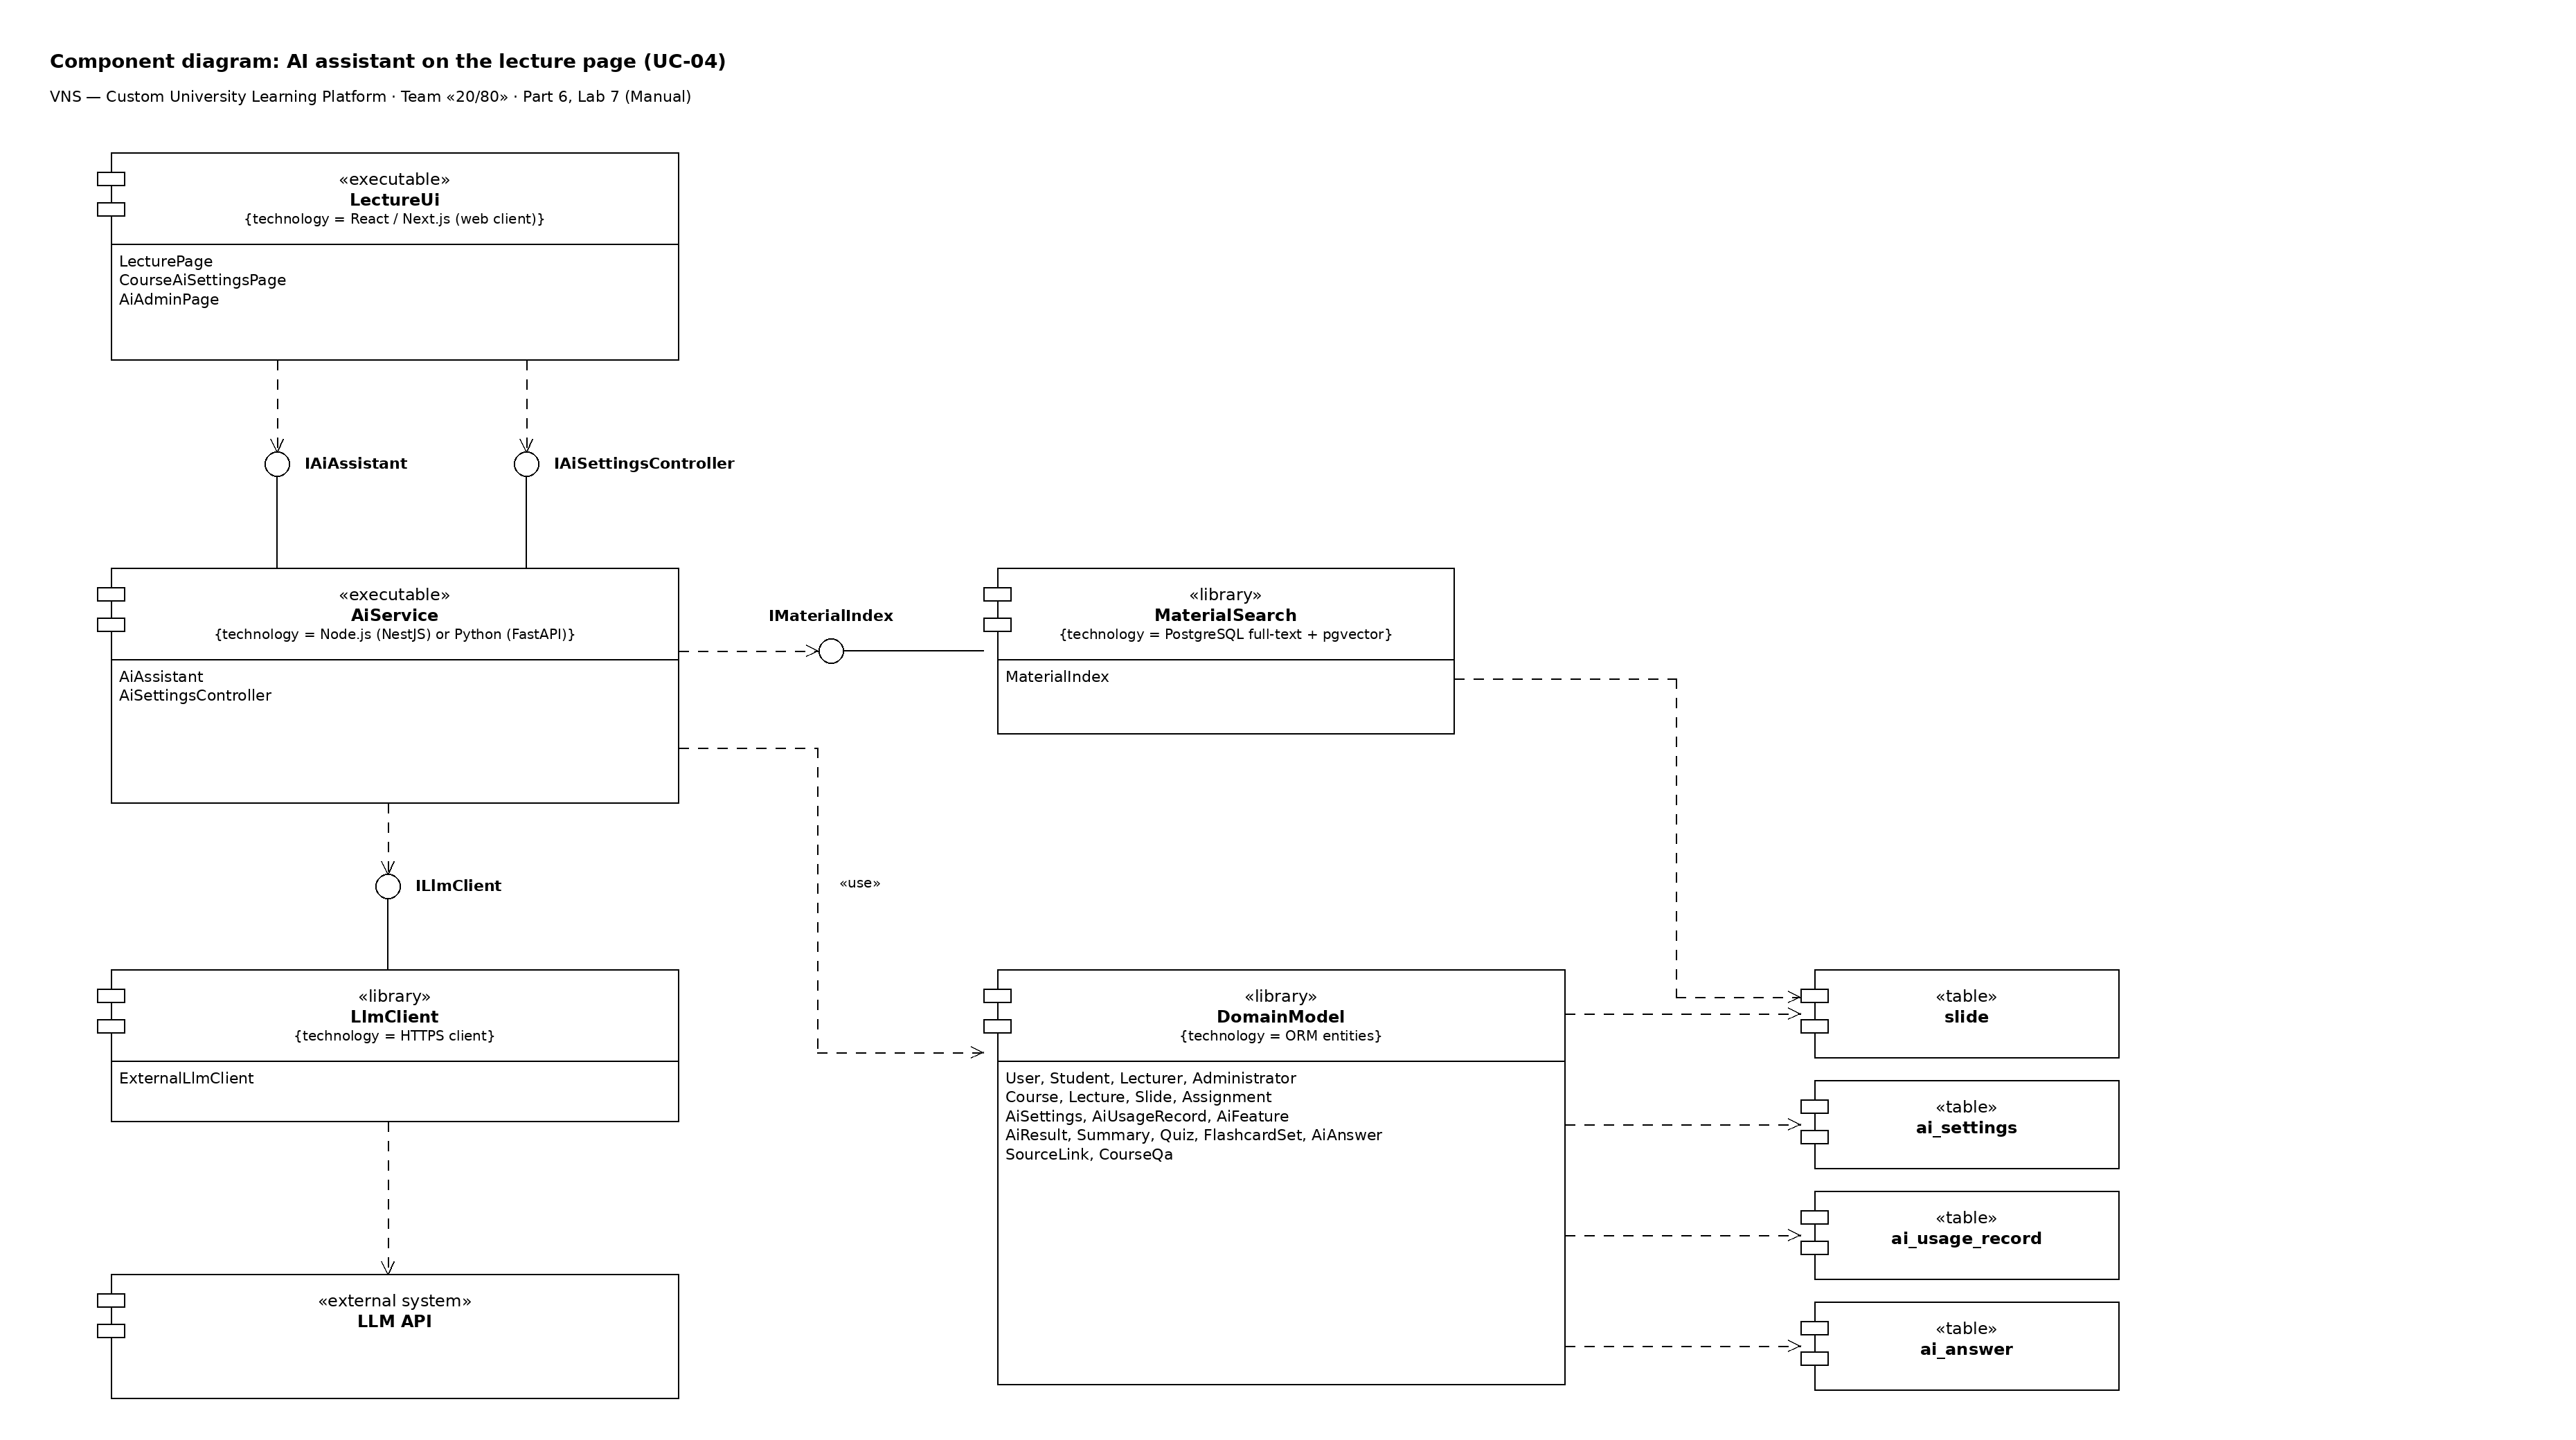 Component diagram: AI assistant on the lecture page (UC-04)
VNS — Custom University Learning Platform · Team «20/80» · Part 6, Lab 7 (Manual)
«executable»
LectureUi
{technology = React / Next.js (web client)}
LecturePage
CourseAiSettingsPage
AiAdminPage
IAiAssistant
IAiSettingsController
«executable»
AiService
{technology = Node.js (NestJS) or Python (FastAPI)}
AiAssistant
AiSettingsController
IMaterialIndex
«library»
MaterialSearch
{technology = PostgreSQL full-text + pgvector}
MaterialIndex
«use»
ILlmClient
«library»
LlmClient
{technology = HTTPS client}
ExternalLlmClient
«library»
DomainModel
{technology = ORM entities}
User, Student, Lecturer, Administrator
Course, Lecture, Slide, Assignment
AiSettings, AiUsageRecord, AiFeature
AiResult, Summary, Quiz, FlashcardSet, AiAnswer
SourceLink, CourseQa
«table»
slide
«table»
ai_settings
«table»
ai_usage_record
«table»
ai_answer
«external system»
LLM API